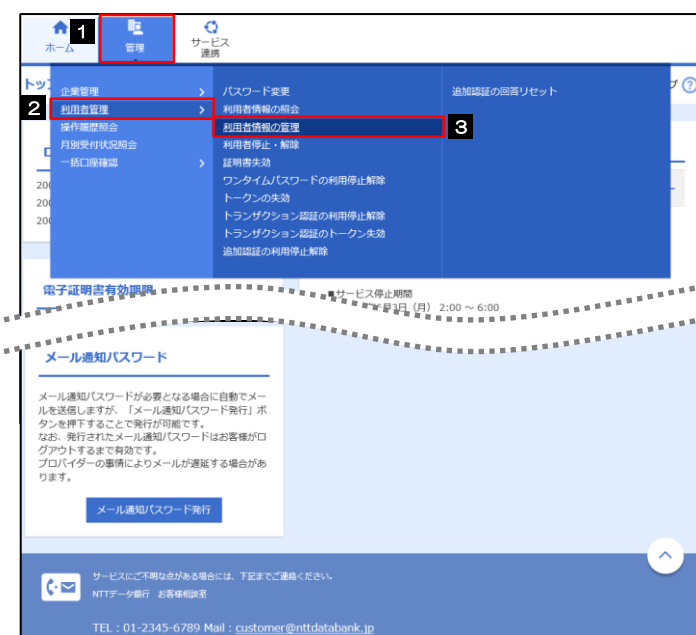 1
ホーム
管理
サービス
連携
トッ
プ ?
企業管理
2
利用者管理
操作履歴照会
月別受付状況照会
一括口座確認
パスワード変更
利用者情報の照会
利用者情報の管理
3
利用者停止・解除
証明書失効
ワンタイムパスワードの利用停止解除
トークンの失効
トランザクション認証の利用停止解除
トランザクション認証のトークン失効
追加認証の利用停止解除
追加認証の回答リセット
200
200
200
電子証明書有効期限
■サービス停止期間
月3日（月） 2:00 ～ 6:00
メール通知パスワード
メール通知パスワードが必要となる場合に自動でメー
ルを送信しますが、「メール通知パスワード発行」ボ
タンを押下することで発行が可能です。
なお、発行されたメール通知パスワードはお客様がロ
グアウトするまで有効です。
プロバイダーの事情によりメールが遅延する場合があ
ります。
メール通知パスワード発行
サービスにご不明な点がある場合には、下記までご連絡ください。
NTTデータ銀行 お客様相談室
TEL : 01-2345-6789 Mail : customer@nttdatabank.jp